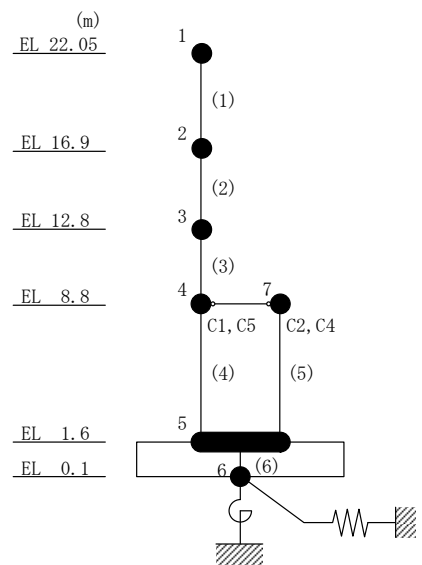 (m)
EL 22.05
1
(1)
EL 16.9
2
(2)
EL 12.8
3
(3)
EL 8.8
4
7
C1,C5
C2,C4
(4)
(5)
5
EL 1.6
EL 0.1
6
(6)